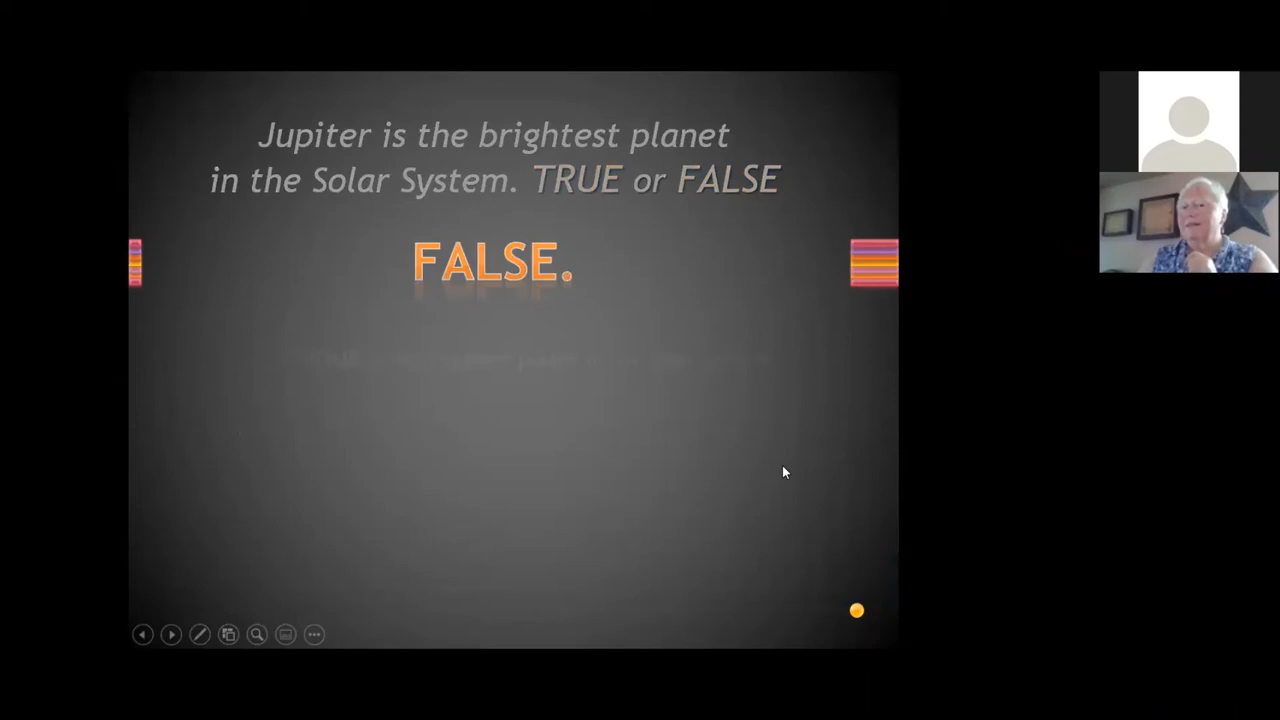 Jupiter is the brightest planet
in the Solar System. TRUE or FALSE
FALSE.